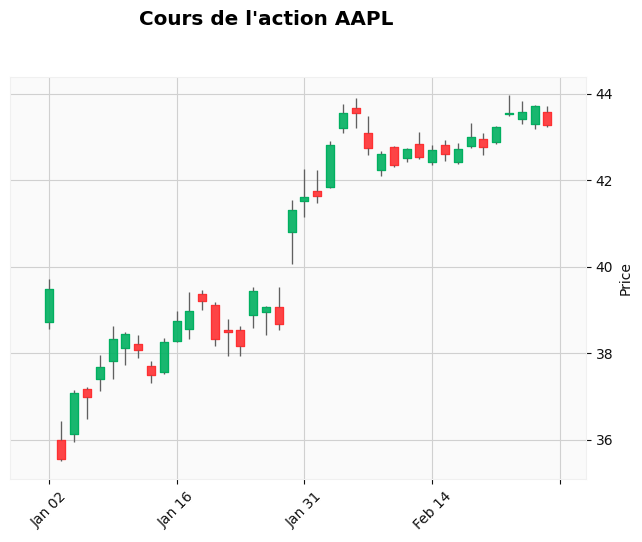 Cours de l'action AAPL
44
42
40
38
36
Price
Jan 02
Jan 16
Jan 31
Feb 14